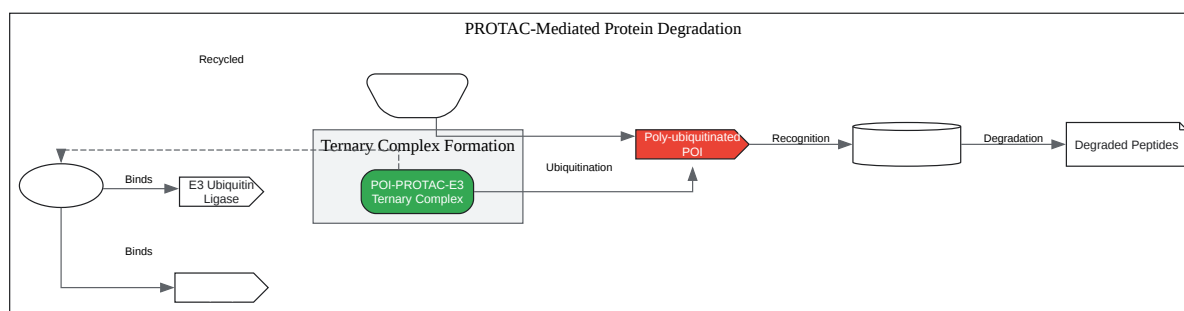 PROTAC-Mediated Protein Degradation
Recycled
Ternary Complex Formation
Poly-ubiquitinated
POI
Recognition
Degradation
Degraded Peptides
Ubiquitination
Binds
E3 Ubiquitin
Ligase
POI-PROTAC-E3
Ternary Complex
Binds